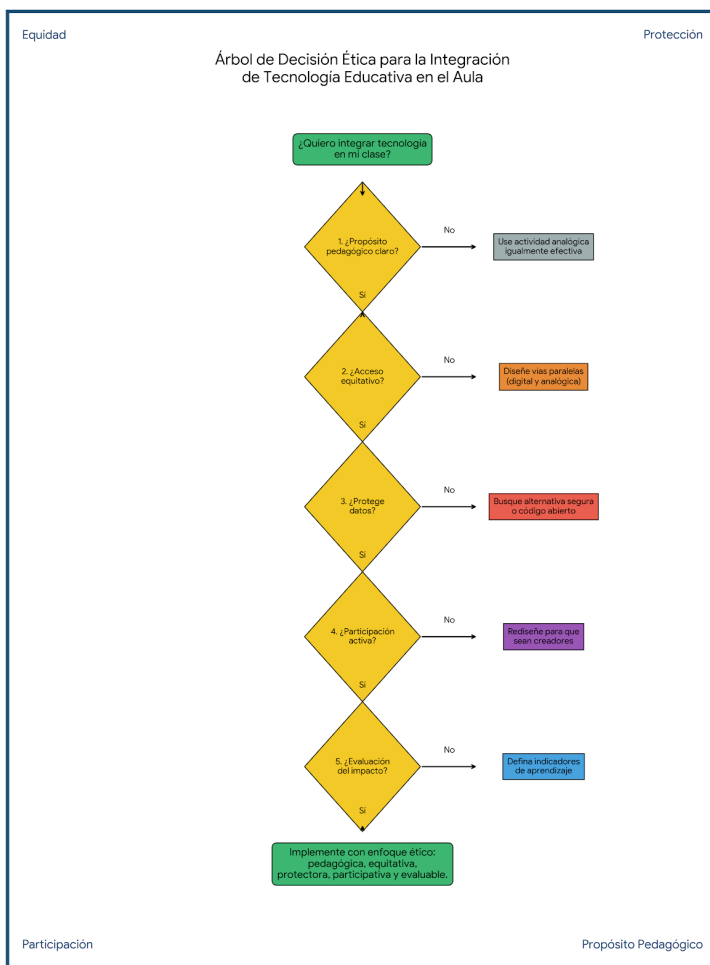 Equidad
Protección
Árbol de Decisión Ética para la Integración
de Tecnología Educativa en el Aula
¿Quiero integrar tecnología
en mi clase?
1. ¿Propósito
pedagógico claro?
No
Use actividad analógica
igualmente efectiva
Sí
2. ¿Acceso
equitativo?
No
Diseñe vías paralelas
(digital y analógica)
Sí
3. ¿Protege
datos?
No
Busque alternativa segura
o código abierto
Sí
4. ¿Participación
activa?
No
Rediseñe para que
sean creadores
Sí
5. ¿Evaluación
del impacto?
No
Defina indicadores
de aprendizaje
Sí
Implemente con enfoque ético:
pedagógica, equitativa,
protectora, participativa y evaluable.
Participación
Propósito Pedagógico